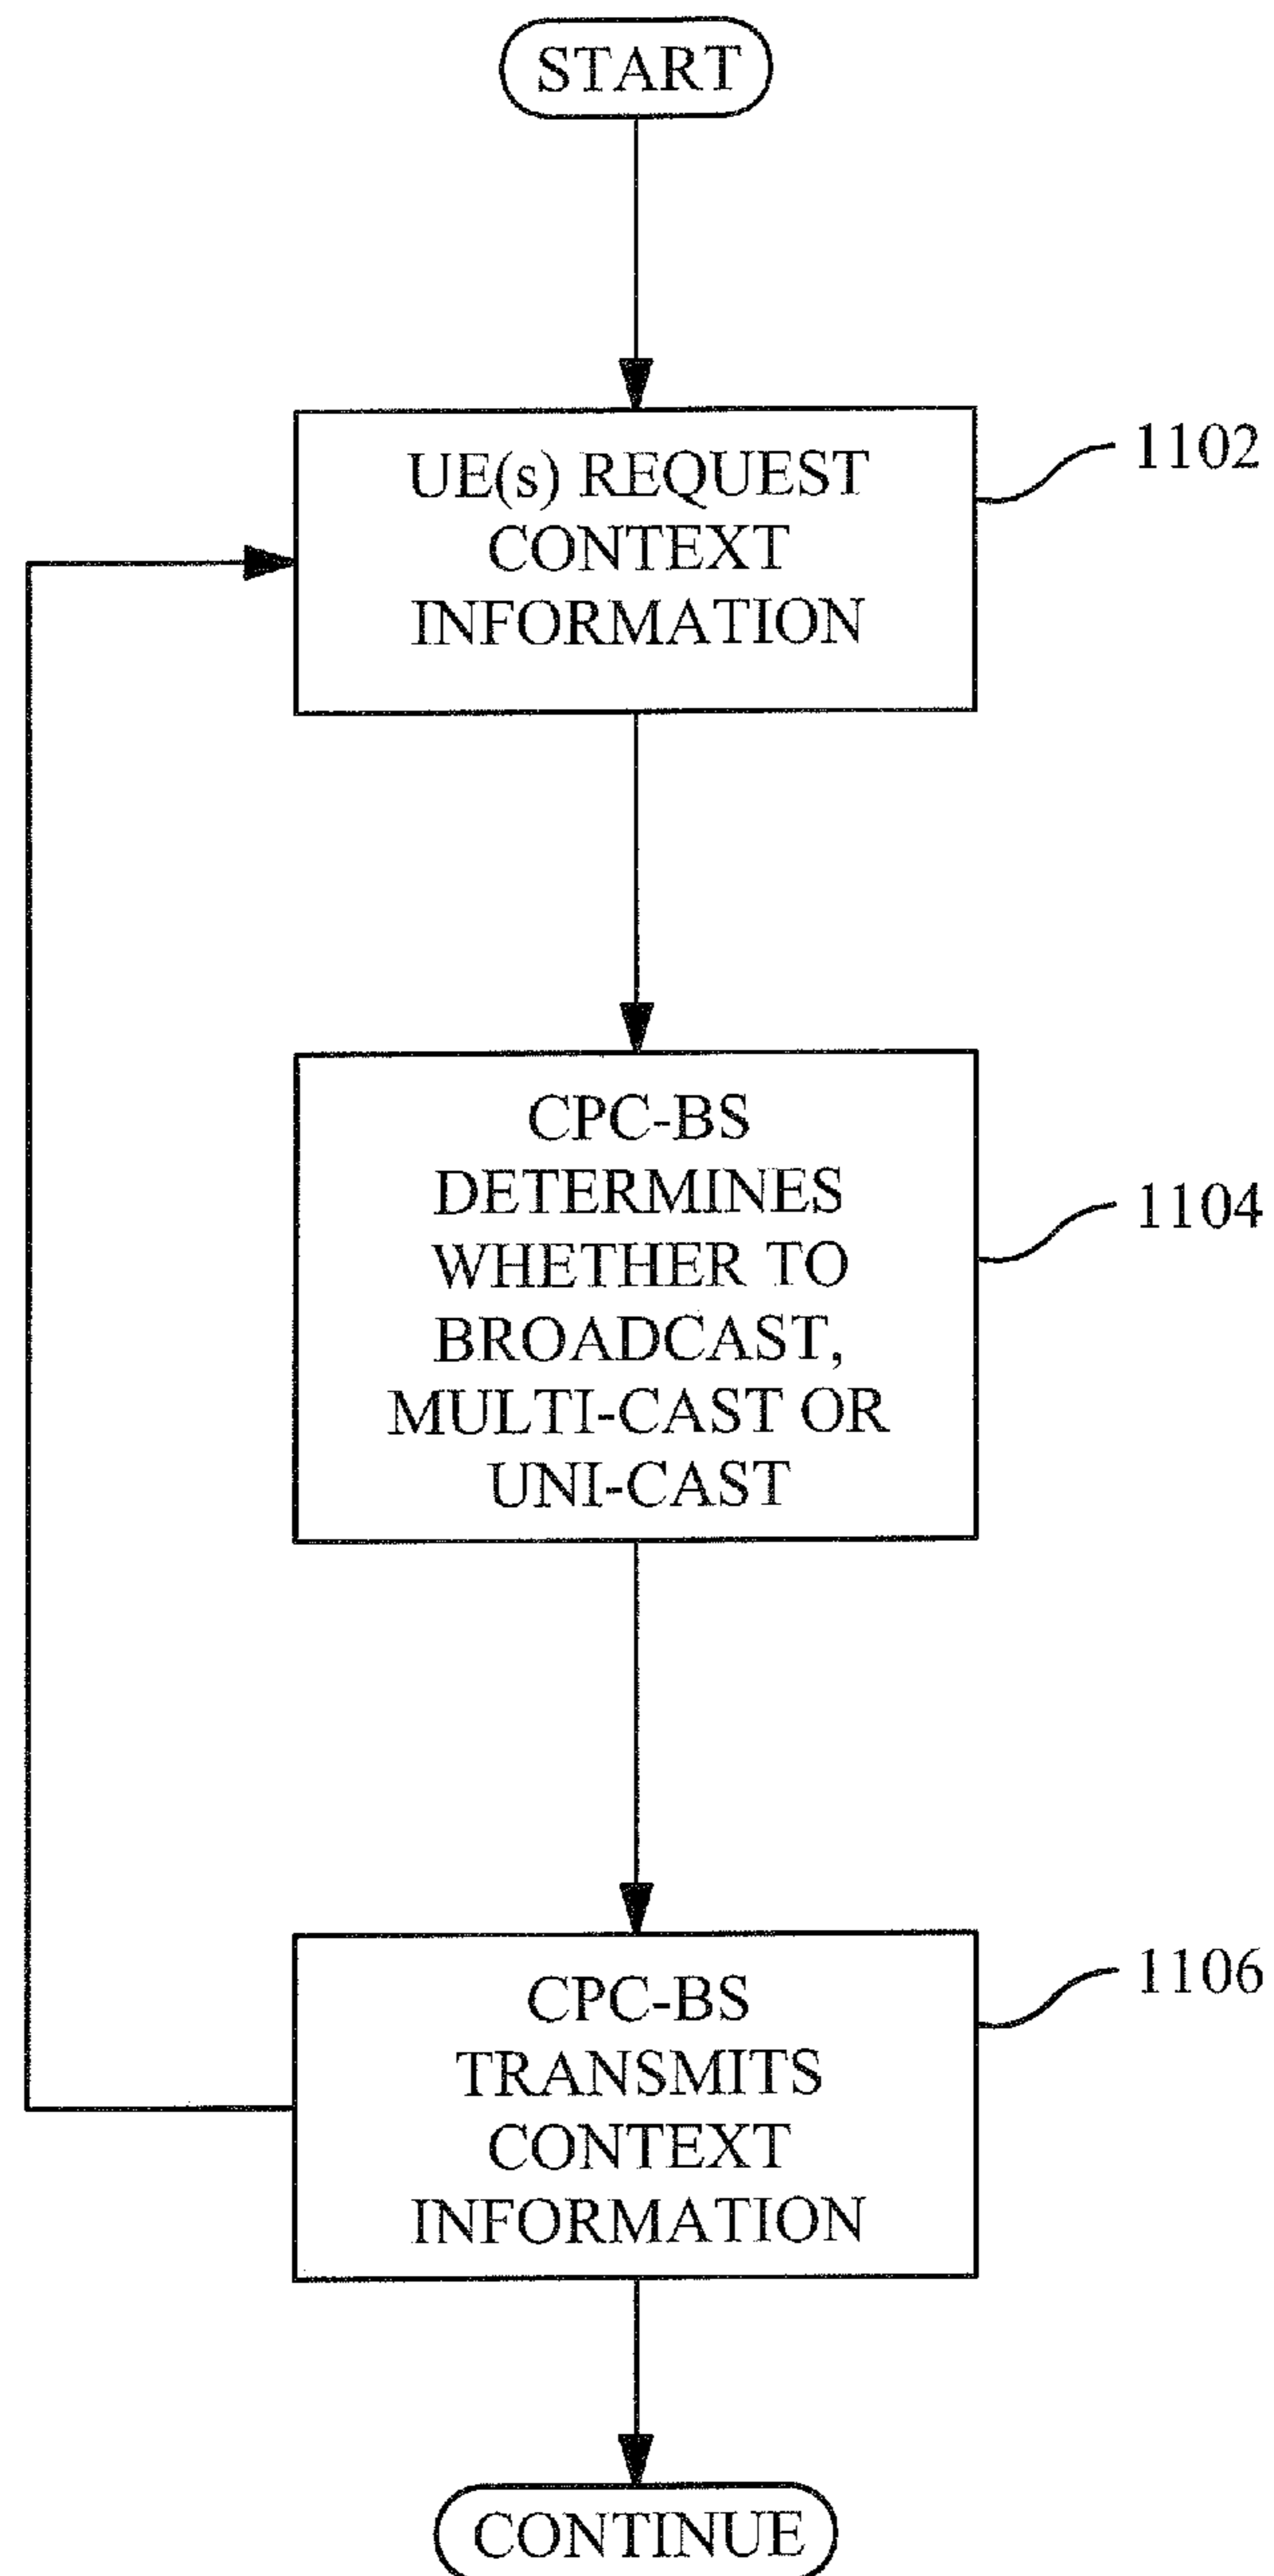 START
UE(s) REQUEST
CONTEXT
INFORMATION
1102
CPC-BS
DETERMINES
WHETHER TO
BROADCAST,
MULTI-CAST OR
UNI-CAST
1104
CPC-BS
TRANSMITS
CONTEXT
INFORMATION
1106
CONTINUE